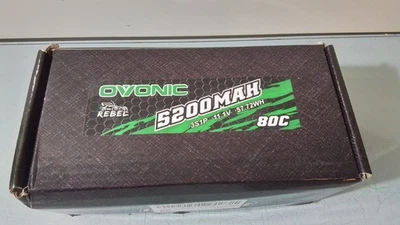 OVONIC
REBEL
5200MAH
3S1P 11.1V 57.72WH
80C